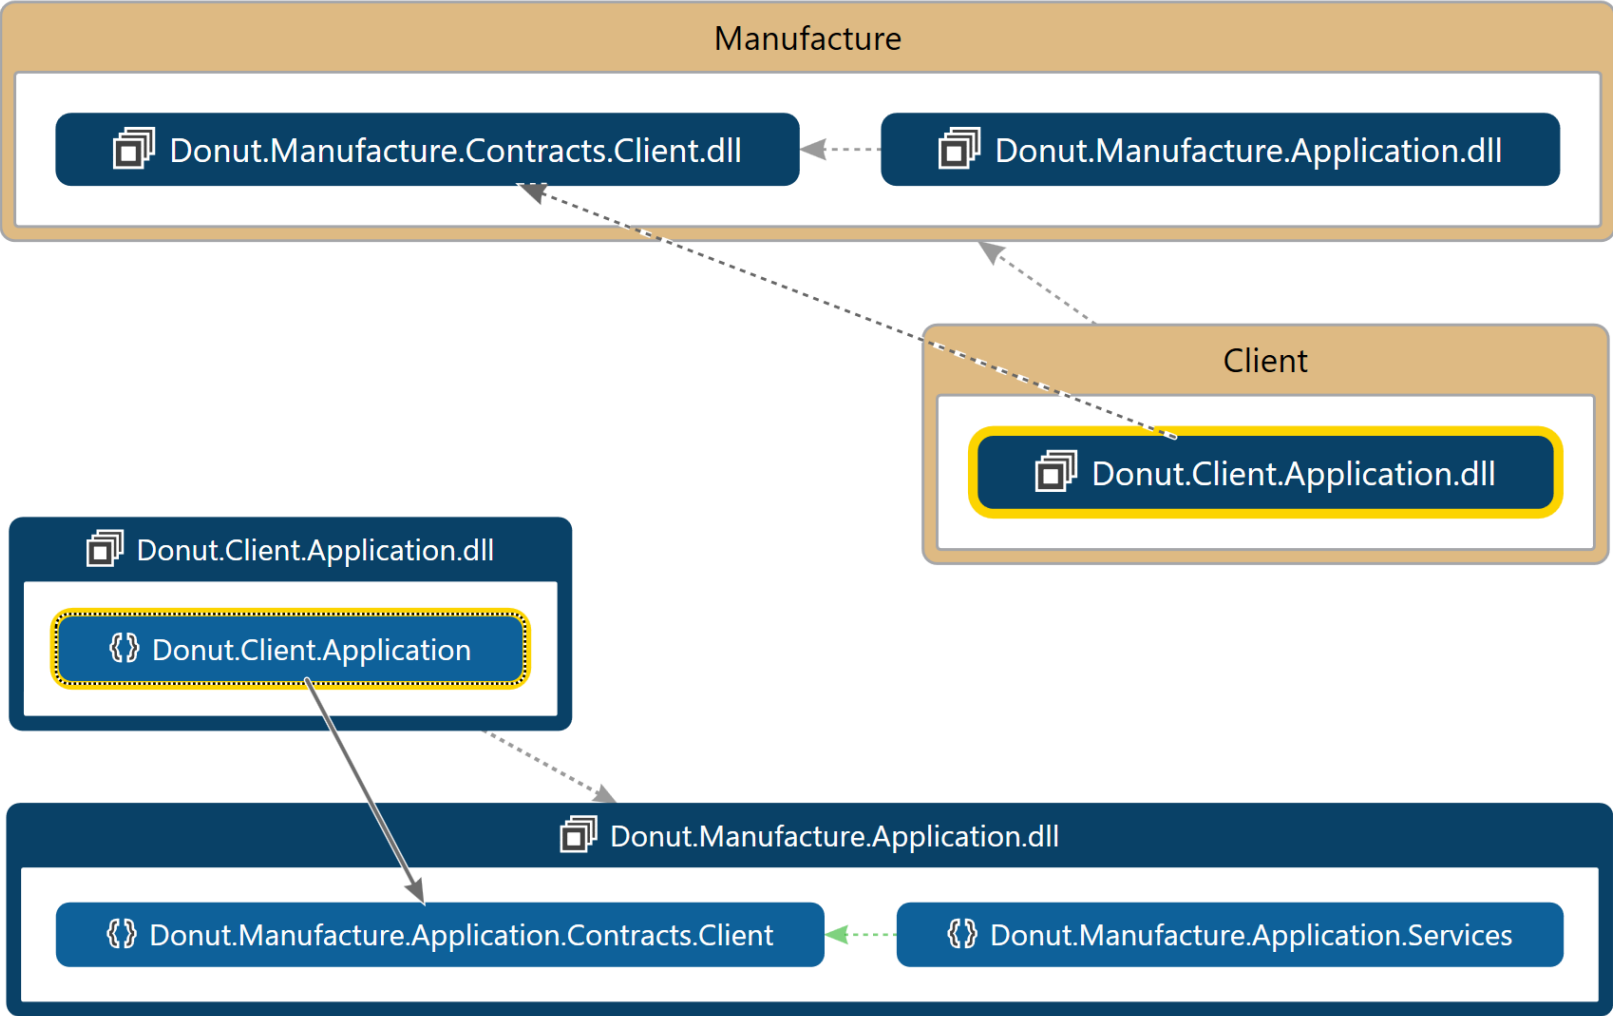 Manufacture
Donut.Manufacture.Contracts.Client.dll
Donut.Manufacture.Application.dll
Client
Donut.Client.Application.dll
Donut.Client.Application.dll
{} Donut.Client.Application
Donut.Manufacture.Application.dll
{} Donut.Manufacture.Application.Contracts.Client
{} Donut.Manufacture.Application.Services